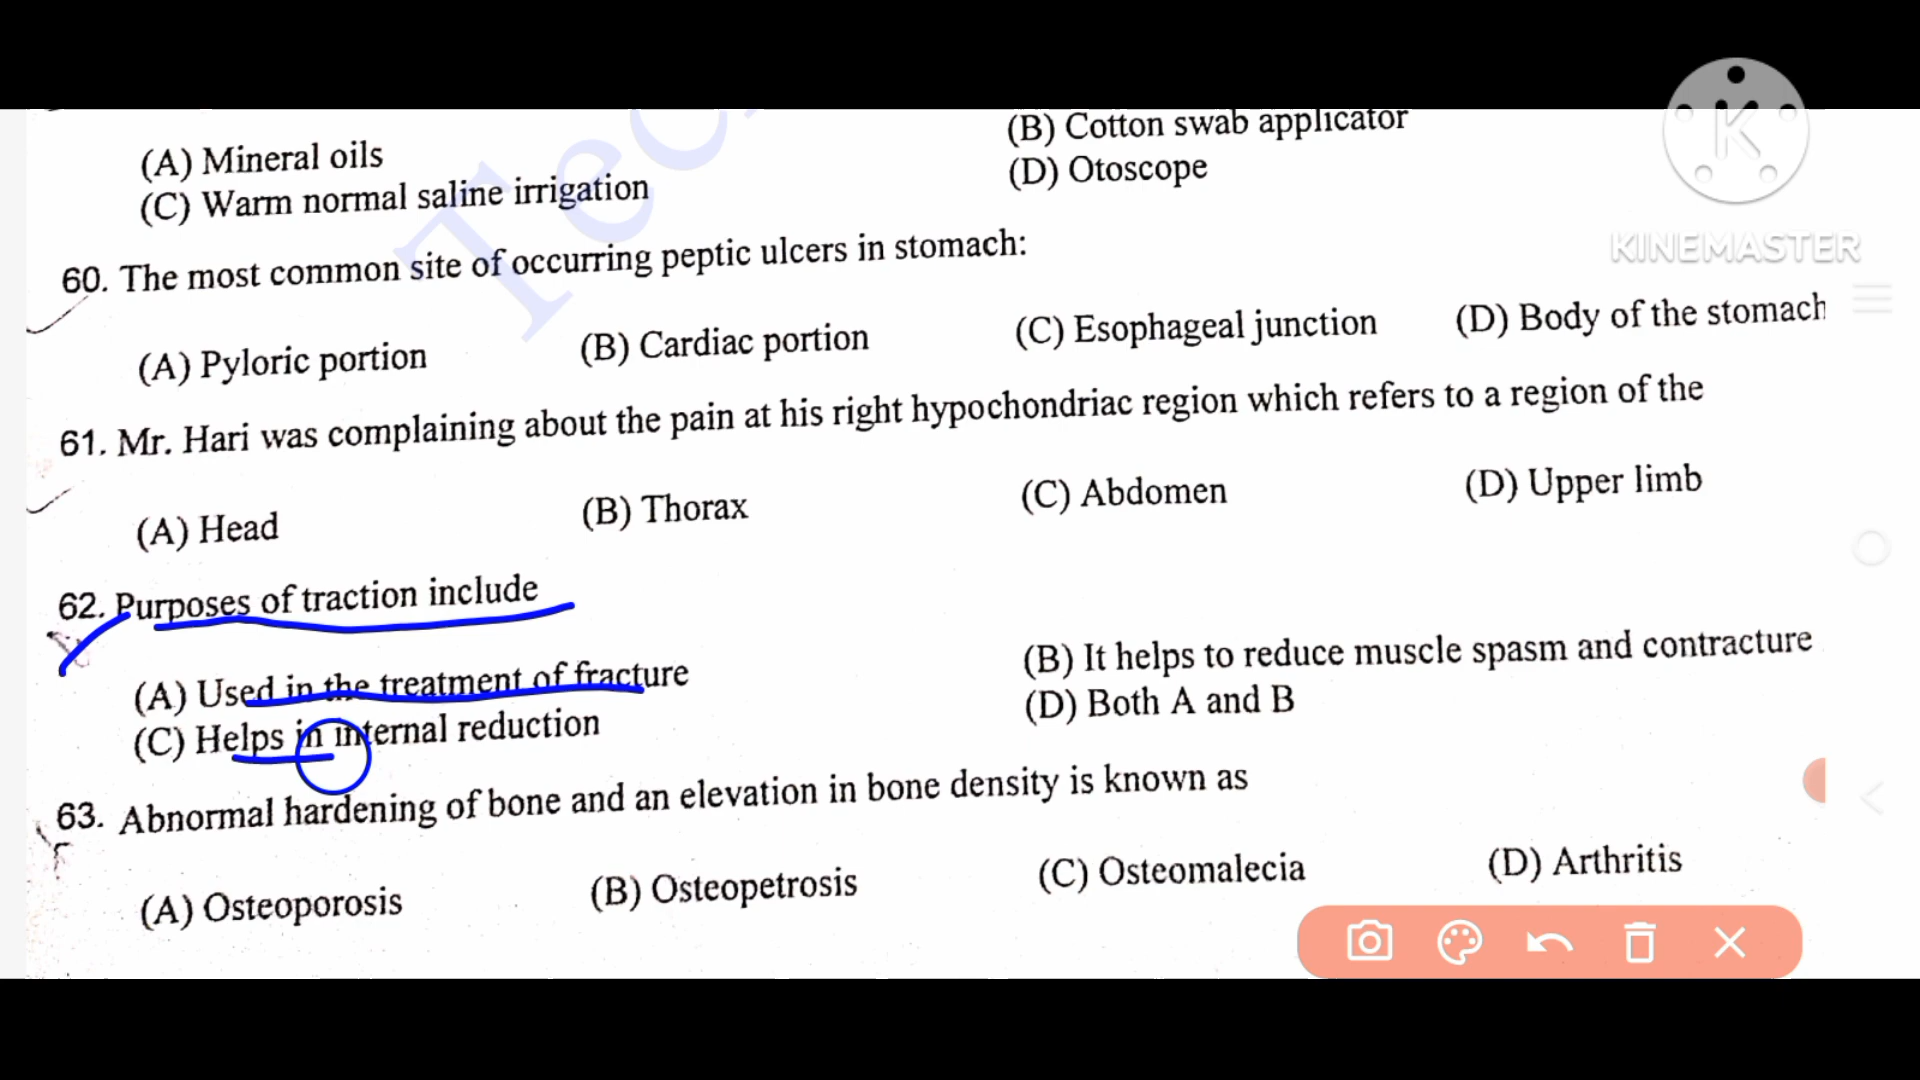 (B) Cotton swab applicator
(A) Mineral oils
(D) Otoscope
(C) Warm normal saline irrigation
60. The most common site of occurring peptic ulcers in stomach:
(A) Pyloric portion (B) Cardiac portion (C) Esophageal junction (D) Body of the stomach
61. Mr. Hari was complaining about the pain at his right hypochondriac region which refers to a region of the
(A) Head (B) Thorax (C) Abdomen (D) Upper limb
62. Purposes of traction include
(A) Used in the treatment of fracture (B) It helps to reduce muscle spasm and contracture
(C) Helps in internal reduction (D) Both A and B
63. Abnormal hardening of bone and an elevation in bone density is known as
(A) Osteoporosis (B) Osteopetrosis (C) Osteomalecia (D) Arthritis
Tec
K
KINEMASTER